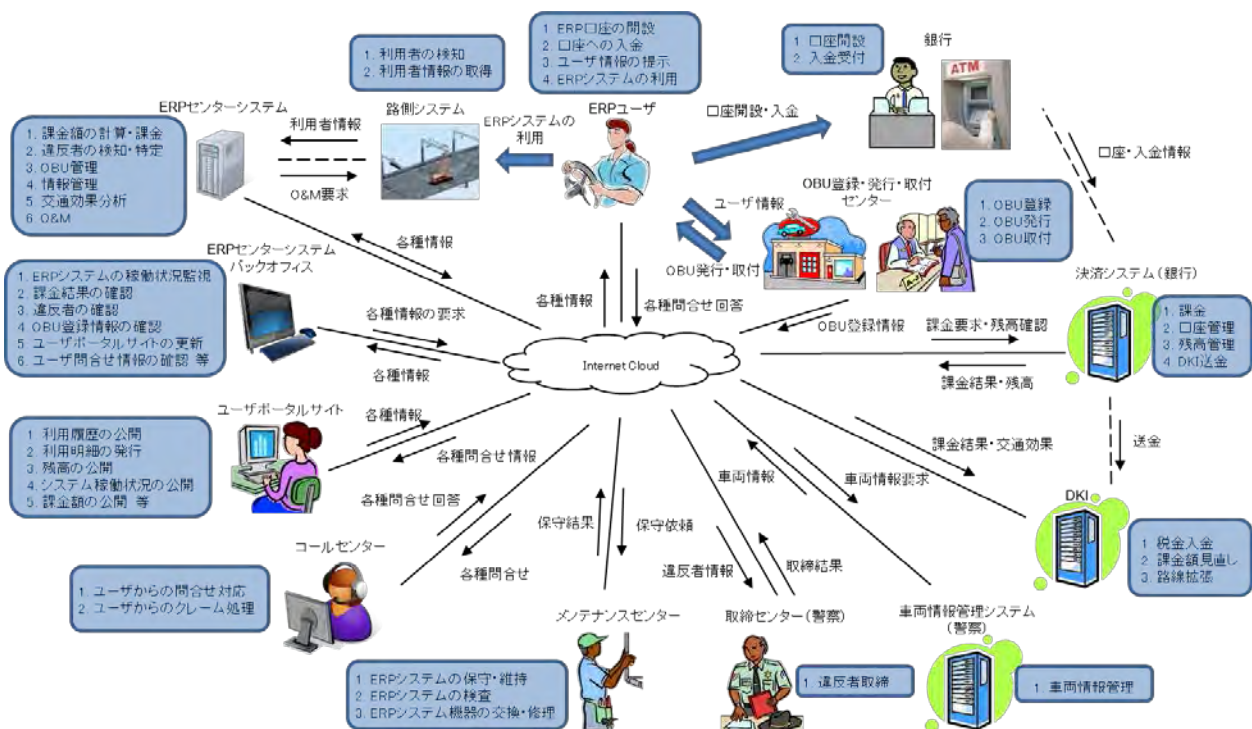 1. ERP口座の開設
2. 口座への入金
3. ユーザ情報の提示
4. ERPシステムの利用
1. 利用者の検知
2. 利用者情報の取得
1. 口座開設
2. 入金受付
銀行
ATM
ERPセンターシステム
利用者情報
O&M要求
路側システム
ERPシステムの
利用
ERPユーザ
口座開設・入金
口座・入金情報
1. 課金額の計算・課金
2. 違反者の検知・特定
3. OBU管理
4. 情報管理
5. 交通効果分析
6. O&M
ユーザ情報
OBU発行・取付
OBU登録・発行・取付
センター
1. OBU登録
2. OBU発行
3. OBU取付
各種情報
ERPセンターシステム
バックオフィス
1. ERPシステムの稼働状況監視
2. 課金結果の確認
3. 違反者の確認
4. OBU登録情報の確認
5. ユーザポータルサイトの更新
6. ユーザ問合せ情報の確認 等
各種情報の要求
各種情報
各種情報
各種問合せ回答
OBU登録情報
課金要求・残高確認
課金結果・残高
決済システム(銀行)
1. 課金
2. 口座管理
3. 残高管理
4. DKI送金
Internet Cloud
ユーザポータルサイト
1. 利用履歴の公開
2. 利用明細の発行
3. 残高の公開
4. システム稼働状況の公開
5. 課金額の公開 等
各種情報
各種問合せ情報
各種問合せ回答
各種問合せ
コールセンター
1. ユーザからの問合せ対応
2. ユーザからのクレーム処理
保守結果
保守依頼
メンテナンスセンター
1 ERPシステムの保守・維持
2 ERPシステムの検査
3. ERPシステム機器の交換・修理
違反者情報
取締結果
取締センター(警察)
1. 違反者取締
車両情報
車両情報要求
車両情報管理システム
(警察)
1. 車両情報管理
課金結果・交通効果
送金
DKI
1 税金入金
2. 課金額見直し
3. 路線拡張